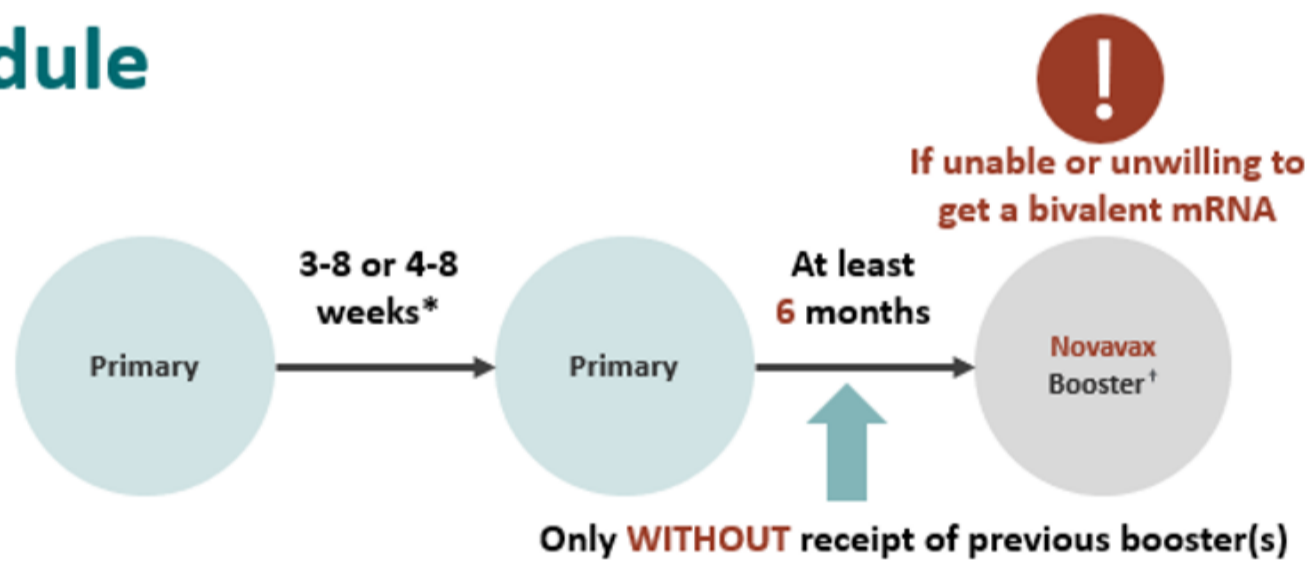 dule
!
If unable or unwilling to
get a bivalent mRNA
3-8 or 4-8
weeks*
At least
6 months
Primary
Primary
Novavax
Booster†
Only WITHOUT receipt of previous booster(s)